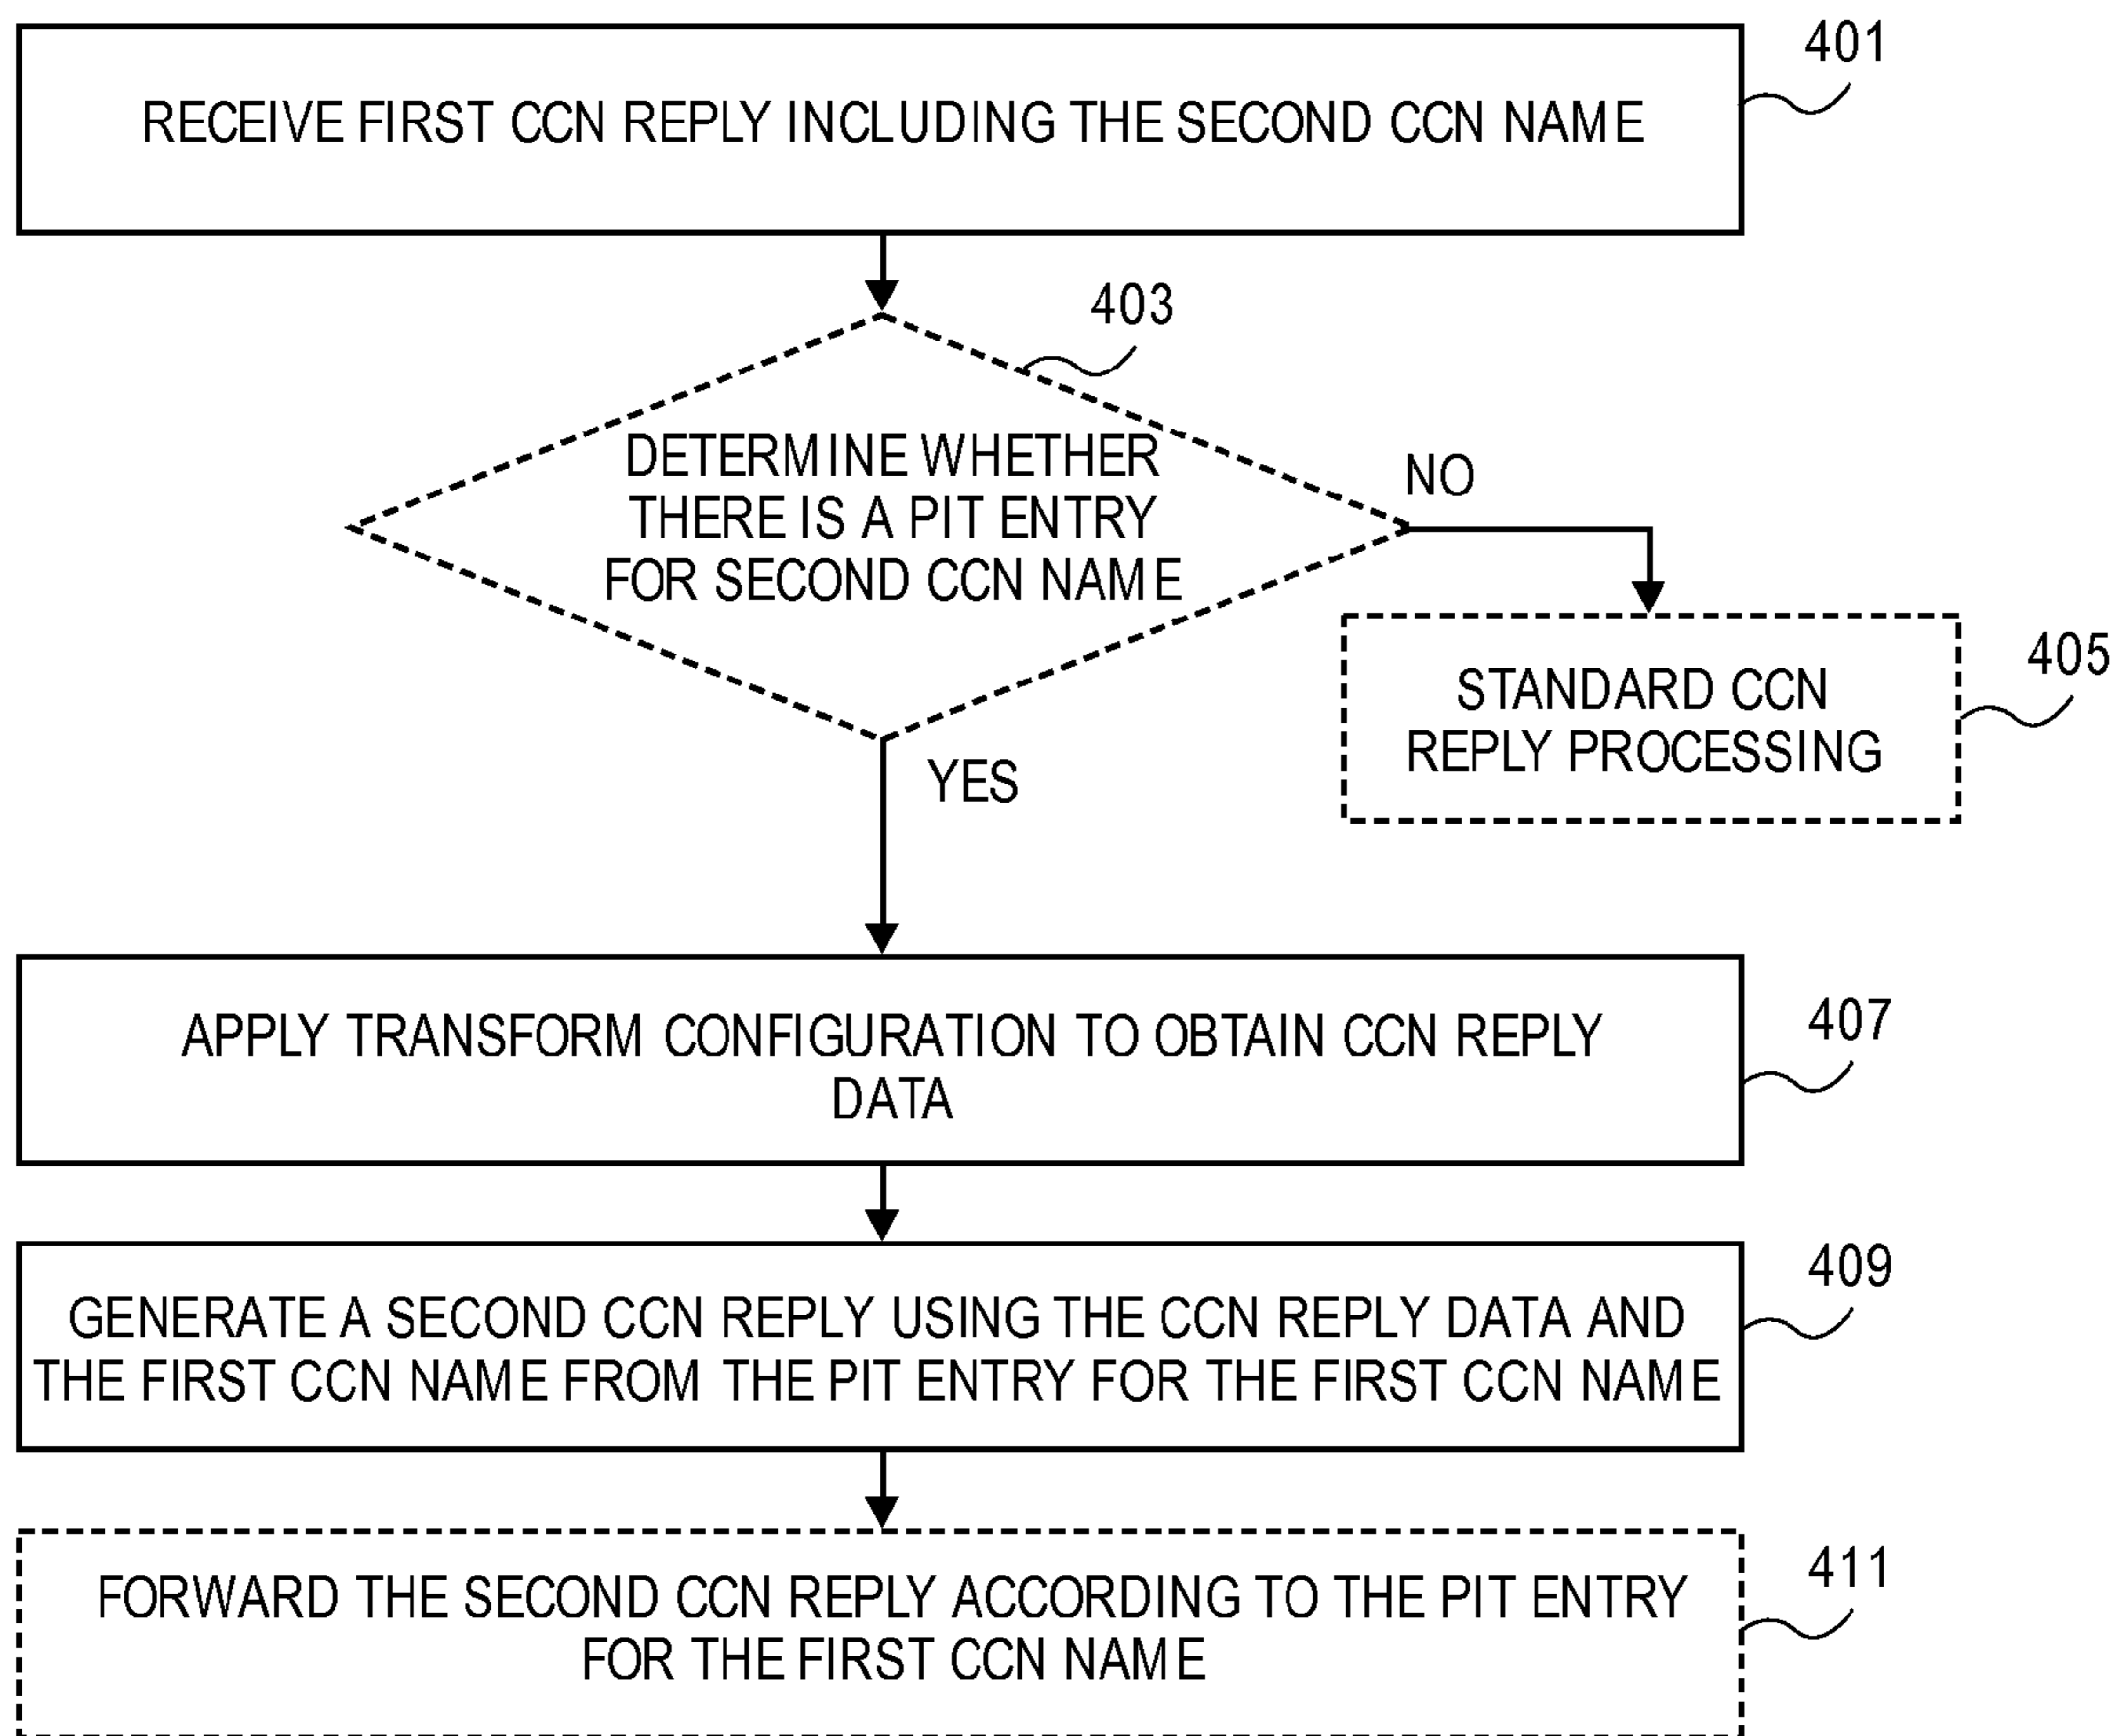 401
RECEIVE FIRST CCN REPLY INCLUDING THE SECOND CCN NAME
403
DETERMINE WHETHER
THERE IS A PIT ENTRY
FOR SECOND CCN NAME
NO
405
STANDARD CCN
REPLY PROCESSING
YES
407
APPLY TRANSFORM CONFIGURATION TO OBTAIN CCN REPLY
DATA
409
GENERATE A SECOND CCN REPLY USING THE CCN REPLY DATA AND
THE FIRST CCN NAME FROM THE PIT ENTRY FOR THE FIRST CCN NAME
411
FORWARD THE SECOND CCN REPLY ACCORDING TO THE PIT ENTRY
FOR THE FIRST CCN NAME